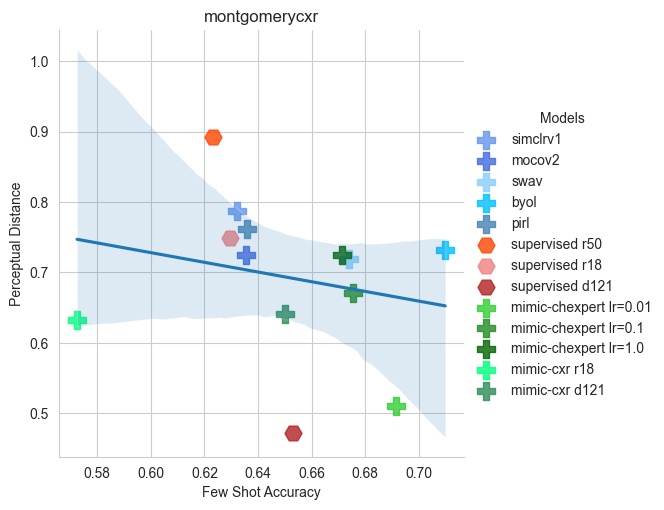 montgomerycxr
Perceptual Distance
1.0
0.9
0.8
0.7
0.6
0.5
0.58
0.60
0.62
0.64
0.66
0.68
0.70
Few Shot Accuracy
Models
simclrv1
mocov2
swav
byol
pirl
supervised r50
supervised r18
supervised d121
mimic-chexpert lr=0.01
mimic-chexpert lr=0.1
mimic-chexpert lr=1.0
mimic-cxr r18
mimic-cxr d121